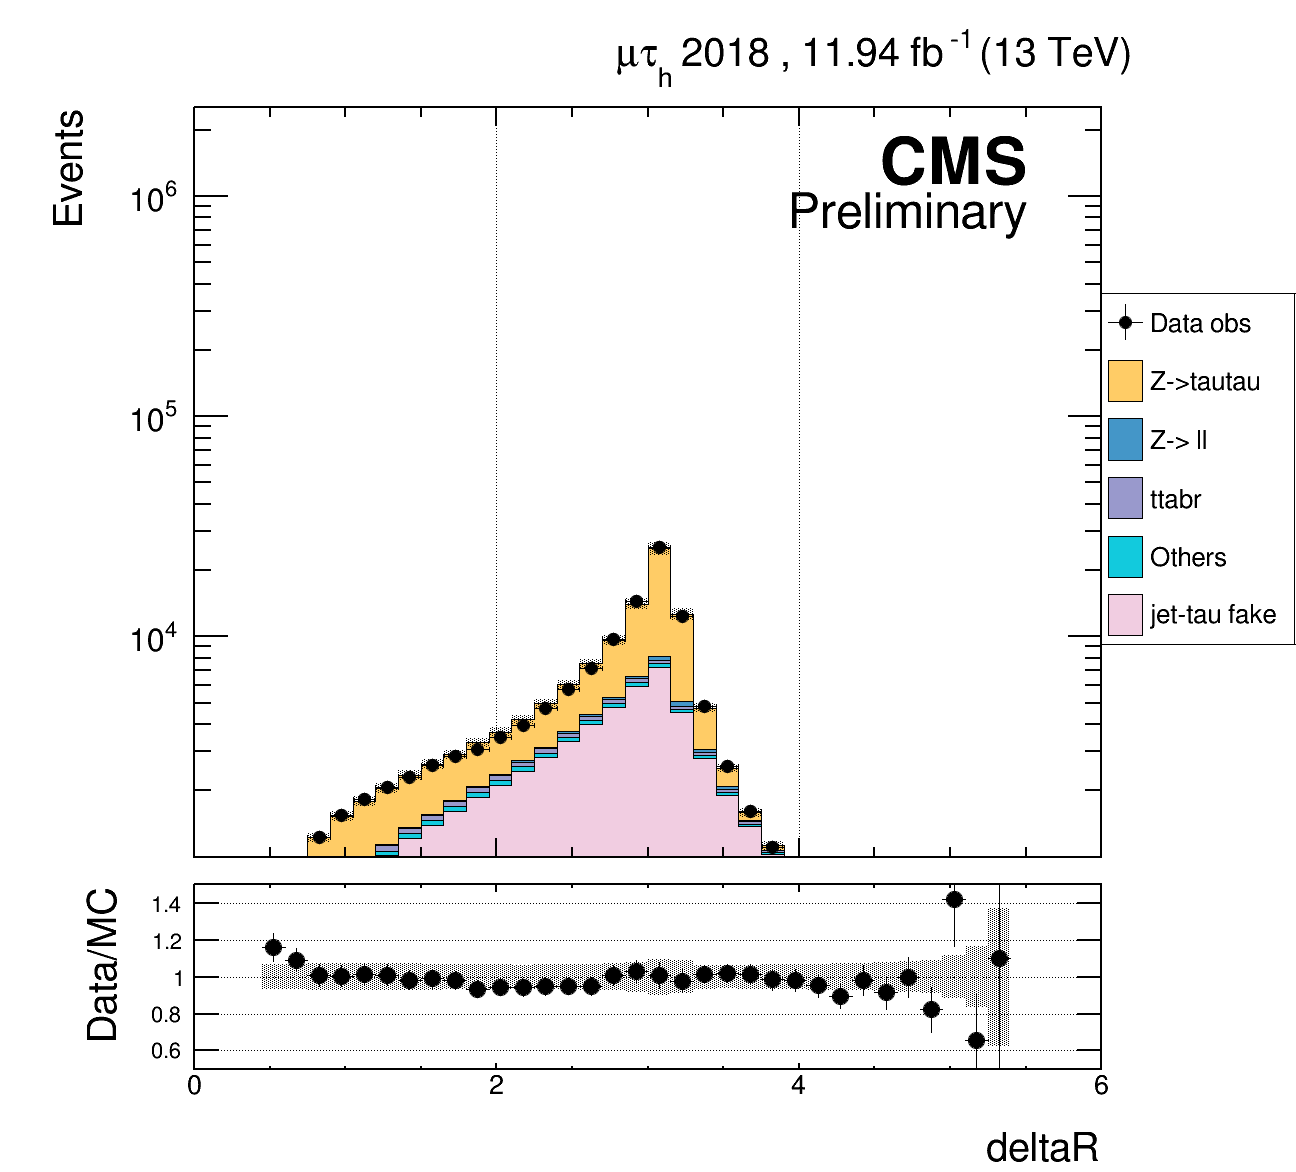 μτh 2018 , 11.94 fb-1 (13 TeV)
Events
CMS
Preliminary
10^6
10^5
10^4
Data obs
Z->tautau
Z-> ll
ttabr
Others
jet-tau fake
Data/MC
1.4
1.2
1
0.8
0.6
0 2 4 6
deltaR